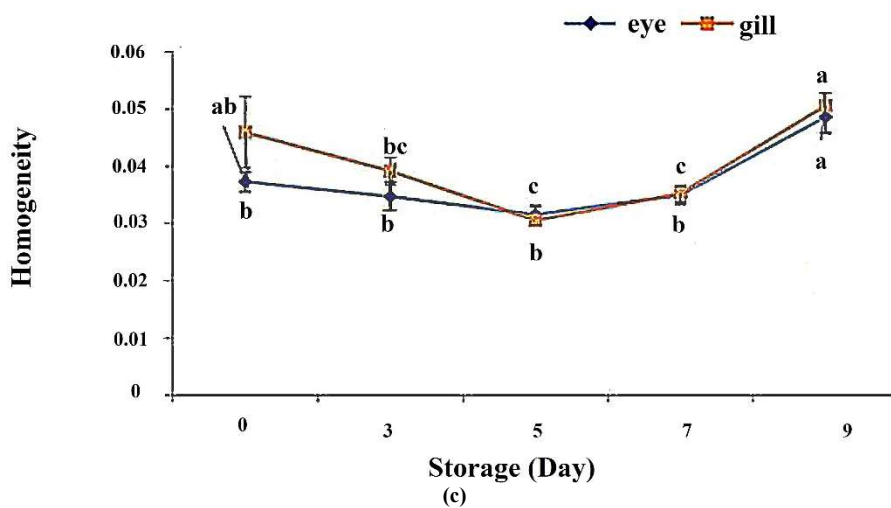 eye gill
0.06
a
0.05
ab
bc
0.04
a
c
c
0.03
b
b
b
b
0.02
0.01
0
0 3 5 7 9
Homogeneity
Storage (Day)
(c)